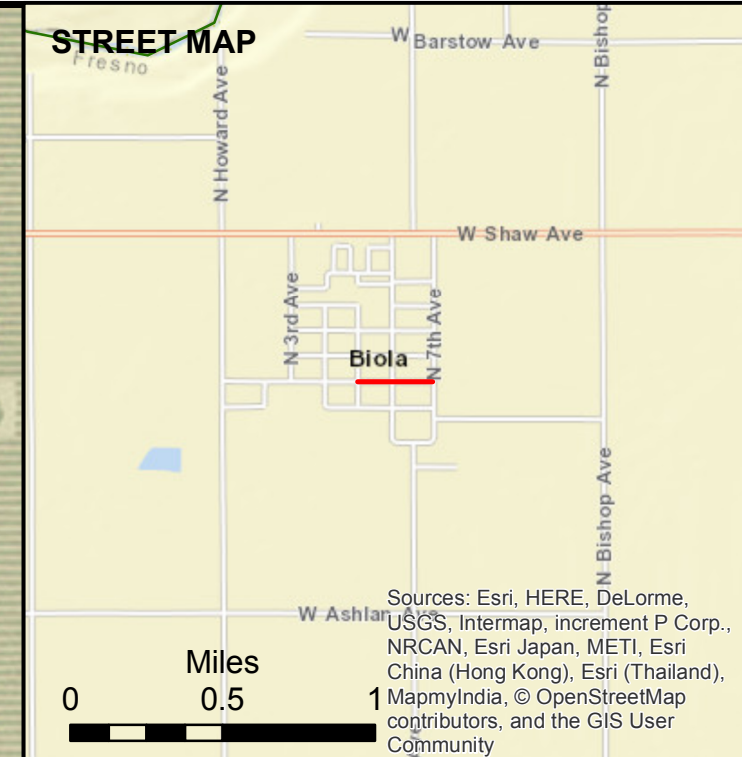 STREET MAP
Fresno
W Barstow Ave
N Bishop
N Howard Ave
W Shaw Ave
N 3rd Ave
N 7th Ave
Biola
N Bishop Ave
W Ashlan Ave
Sources: Esri, HERE, DeLorme,
USGS, Intermap, increment P Corp.,
NRCAN, Esri Japan, METI, Esri
China (Hong Kong), Esri (Thailand),
MapmyIndia, © OpenStreetMap
contributors, and the GIS User
Community
Miles
0 0.5 1